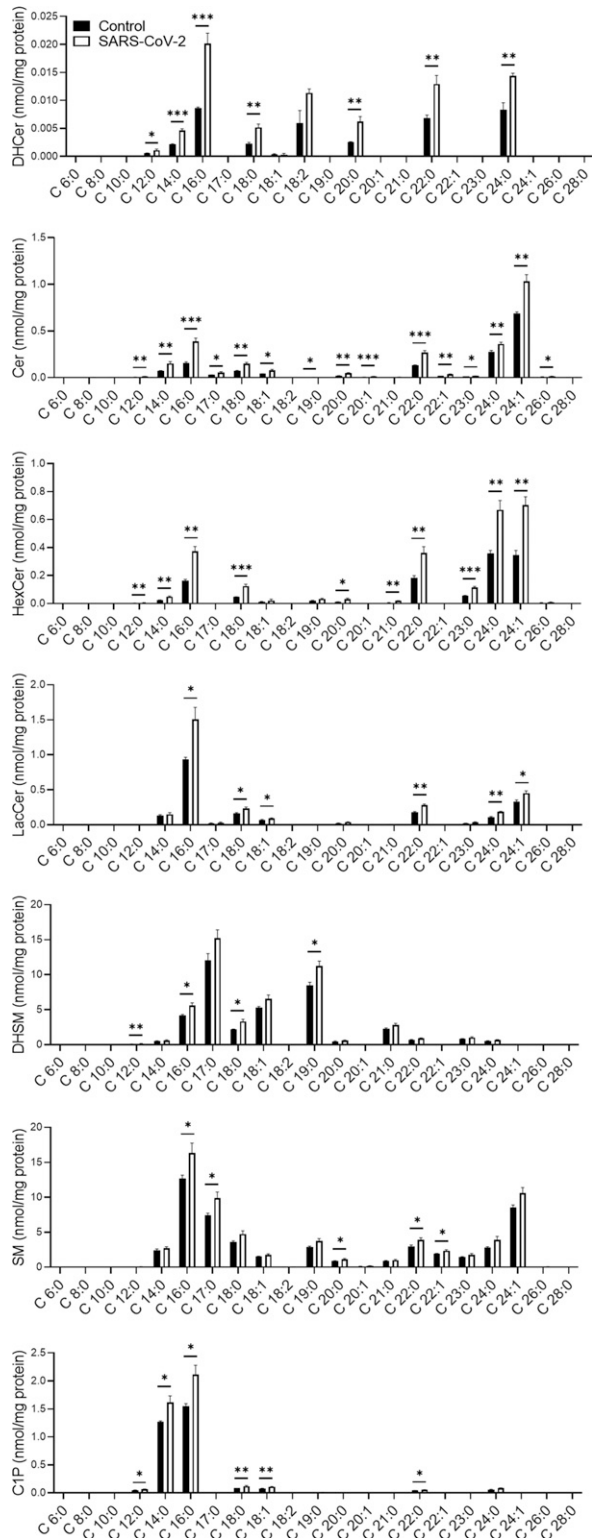 Control
SARS-CoV-2
DHCer (nmol/mg protein)
0.025
0.020
0.015
0.010
0.005
0.000
* *** *** ** ** ** **
C 6:0 C 8:0 C 10:0 C 12:0 C 14:0 C 16:0 C 17:0 C 18:0 C 18:1 C 18:2 C 19:0 C 20:0 C 20:1 C 21:0 C 22:0 C 22:1 C 24:0 C 24:1 C 26:0 C 28:0
Cer (nmol/mg protein)
1.5
1.0
0.5
0.0
** ** *** * ** * * ** *** *** ** * ** ** *
C 6:0 C 8:0 C 10:0 C 12:0 C 14:0 C 16:0 C 17:0 C 18:0 C 18:1 C 18:2 C 19:0 C 20:0 C 20:1 C 21:0 C 22:0 C 22:1 C 23:0 C 24:0 C 24:1 C 26:0 C 28:0
HexCer (nmol/mg protein)
1.0
0.8
0.6
0.4
0.2
0.0
** ** ** *** * ** ** *** ** **
C 6:0 C 8:0 C 10:0 C 12:0 C 14:0 C 16:0 C 17:0 C 18:0 C 18:1 C 18:2 C 19:0 C 20:0 C 20:1 C 21:0 C 22:0 C 22:1 C 23:0 C 24:0 C 24:1 C 26:0 C 28:0
LacCer (nmol/mg protein)
2.0
1.5
1.0
0.5
0.0
* * * ** ** *
C 6:0 C 8:0 C 10:0 C 12:0 C 14:0 C 16:0 C 17:0 C 18:0 C 18:1 C 18:2 C 19:0 C 20:0 C 20:1 C 21:0 C 22:0 C 22:1 C 23:0 C 24:0 C 24:1 C 26:0 C 28:0
DHSM (nmol/mg protein)
20
15
10
5
0
** * * *
C 6:0 C 8:0 C 10:0 C 12:0 C 14:0 C 16:0 C 17:0 C 18:0 C 18:1 C 18:2 C 19:0 C 20:0 C 20:1 C 21:0 C 22:0 C 22:1 C 23:0 C 24:0 C 24:1 C 26:0 C 28:0
SM (nmol/mg protein)
20
15
10
5
0
* * * * *
C 6:0 C 8:0 C 10:0 C 12:0 C 14:0 C 16:0 C 17:0 C 18:0 C 18:1 C 18:2 C 19:0 C 20:0 C 20:1 C 21:0 C 22:0 C 22:1 C 23:0 C 24:0 C 24:1 C 26:0 C 28:0
C1P (nmol/mg protein)
2.5
2.0
1.5
1.0
0.5
0.0
* * * ** ** *
C 6:0 C 8:0 C 10:0 C 12:0 C 14:0 C 16:0 C 17:0 C 18:0 C 18:1 C 18:2 C 19:0 C 20:0 C 20:1 C 21:0 C 22:0 C 22:1 C 23:0 C 24:0 C 24:1 C 26:0 C 28:0